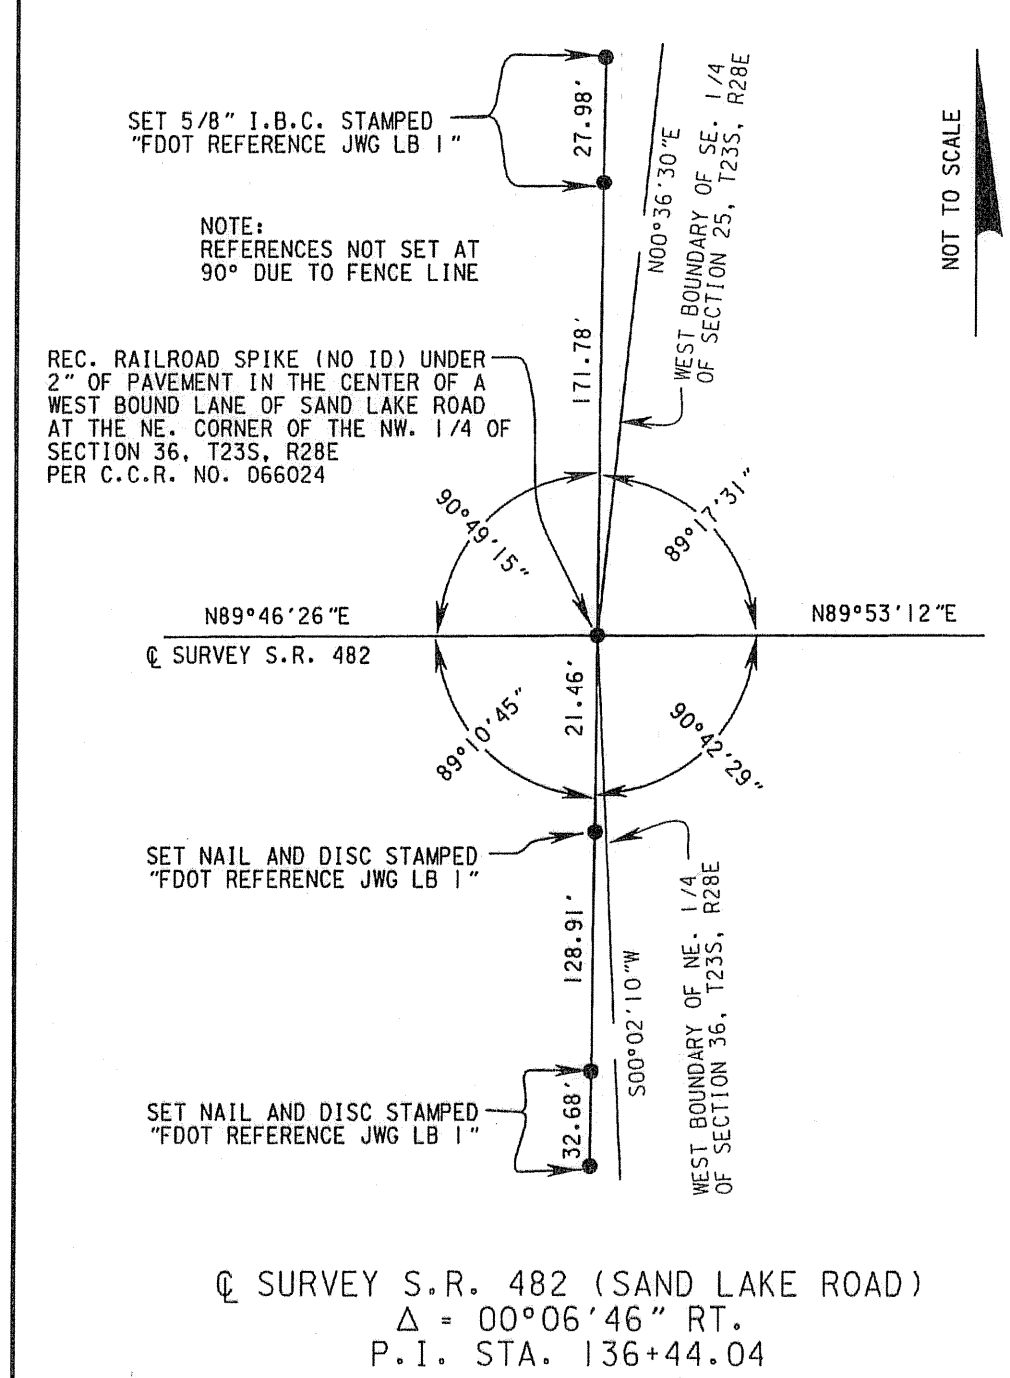 SET 5/8" I.B.C. STAMPED
"FDOT REFERENCE JWG LB 1"
27.98'
N00°36'30"E
WEST BOUNDARY OF SE. 1/4
OF SECTION 25, T23S, R28E
NOT TO SCALE
NOTE:
REFERENCES NOT SET AT
90° DUE TO FENCE LINE
171.78'
REC. RAILROAD SPIKE (NO ID) UNDER
2" OF PAVEMENT IN THE CENTER OF A
WEST BOUND LANE OF SAND LAKE ROAD
AT THE NE. CORNER OF THE NW. 1/4 OF
SECTION 36, T23S, R28E
PER C.C.R. NO. 066024
90°49'15"
89°17'31"
N89°46'26"E
N89°53'12"E
℄ SURVEY S.R. 482
21.46'
89°10'45"
90°42'29"
SET NAIL AND DISC STAMPED
"FDOT REFERENCE JWG LB 1"
128.91'
S00°02'10"W
WEST BOUNDARY OF NE. 1/4
OF SECTION 36, T23S, R28E
SET NAIL AND DISC STAMPED
"FDOT REFERENCE JWG LB 1"
32.68'
℄ SURVEY S.R. 482 (SAND LAKE ROAD)
Δ = 00°06'46" RT.
P.I. STA. 136+44.04